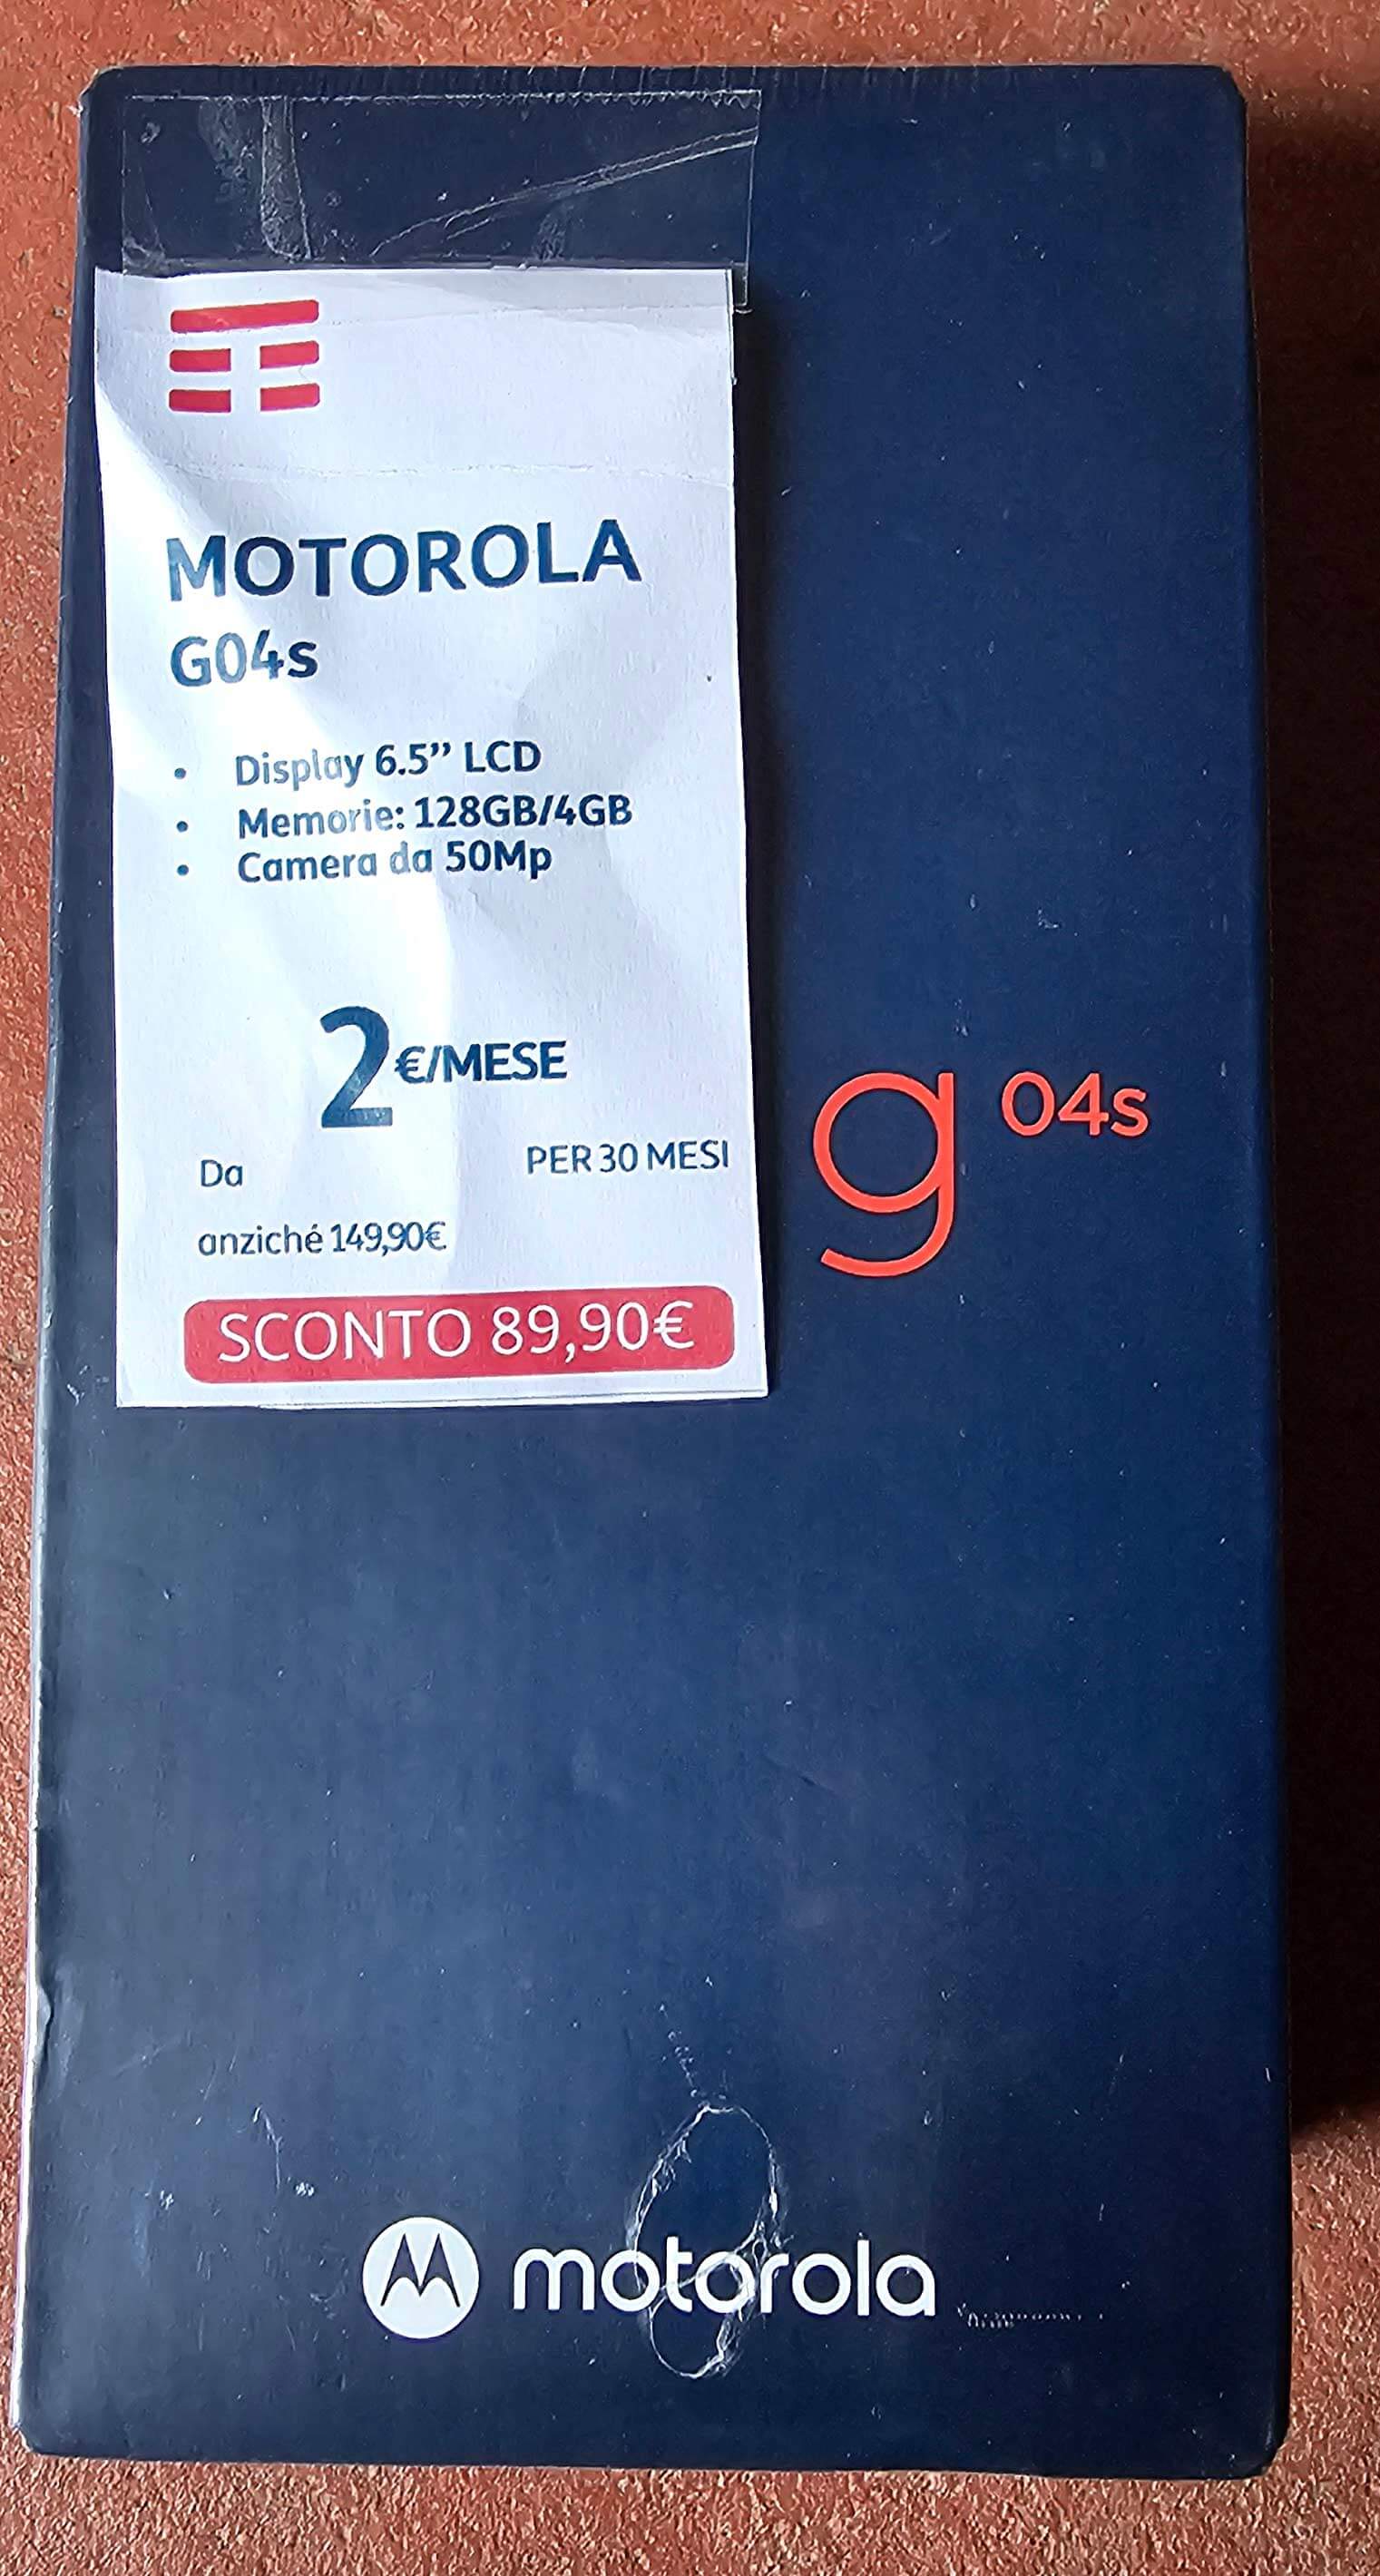 MOTOROLA
G04s
• Display 6.5” LCD
• Memorie: 128GB/4GB
• Camera da 50Mp
2€/MESE
Da PER 30 MESI
anziché 149,90€
SCONTO 89,90€
g 04s
motorola